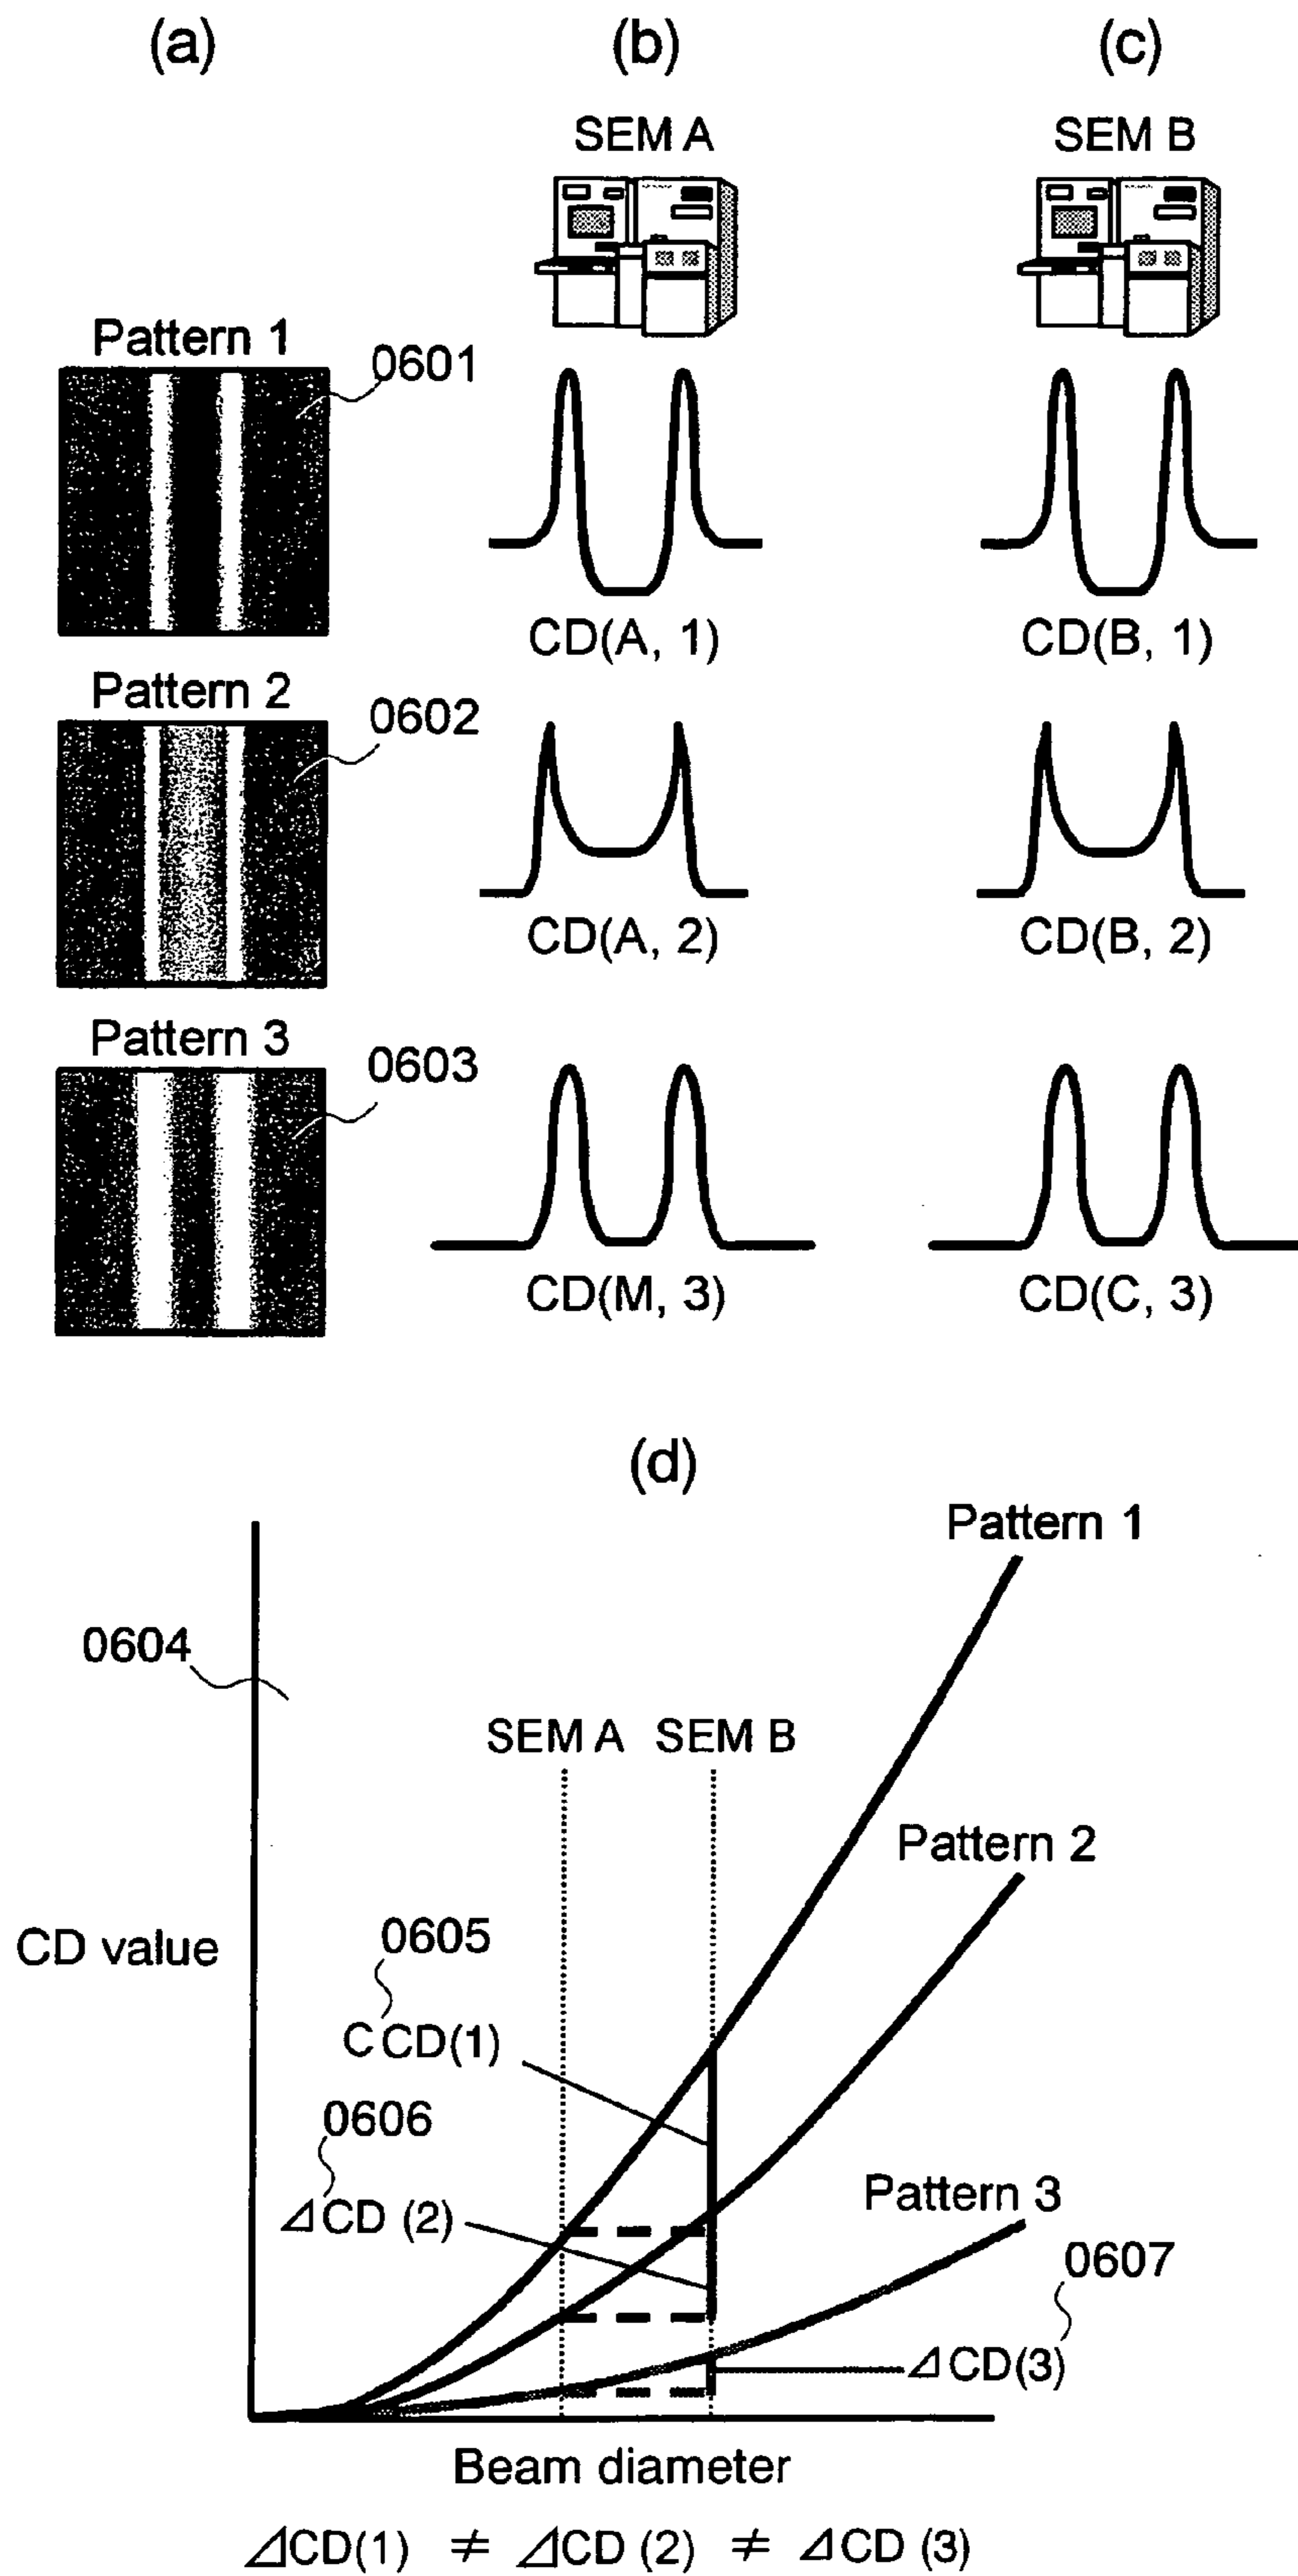 (a) (b) (c)
SEM A SEM B
Pattern 1
0601
CD(A, 1) CD(B, 1)
Pattern 2
0602
CD(A, 2) CD(B, 2)
Pattern 3
0603
CD(M, 3) CD(C, 3)
(d)
Pattern 1
0604
SEM A SEM B
Pattern 2
0605
CD value
C CD(1)
0606
Pattern 3
⊿CD (2)
0607
⊿CD(3)
Beam diameter
⊿CD(1) ≠ ⊿CD (2) ≠ ⊿CD (3)